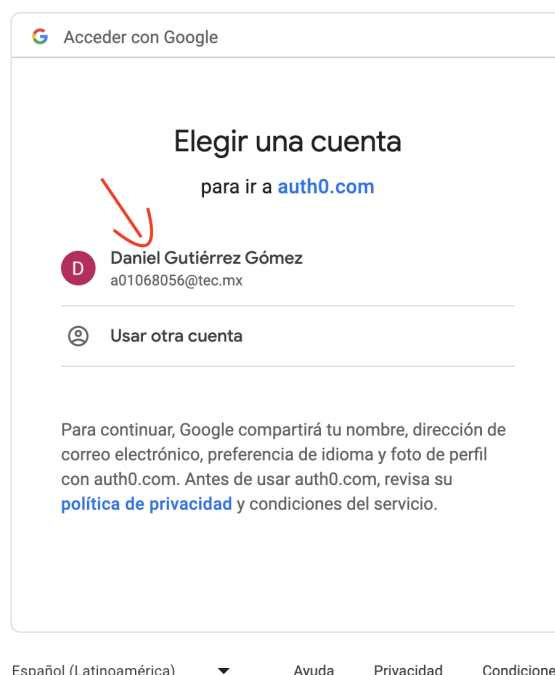 Acceder con Google
Elegir una cuenta
para ir a auth0.com
D
Daniel Gutiérrez Gómez
a01068056@tec.mx
Usar otra cuenta
Para continuar, Google compartirá tu nombre, dirección de
correo electrónico, preferencia de idioma y foto de perfil
con auth0.com. Antes de usar auth0.com, revisa su
política de privacidad y condiciones del servicio.
Español (Latinoamérica) Ayuda Privacidad Condicione